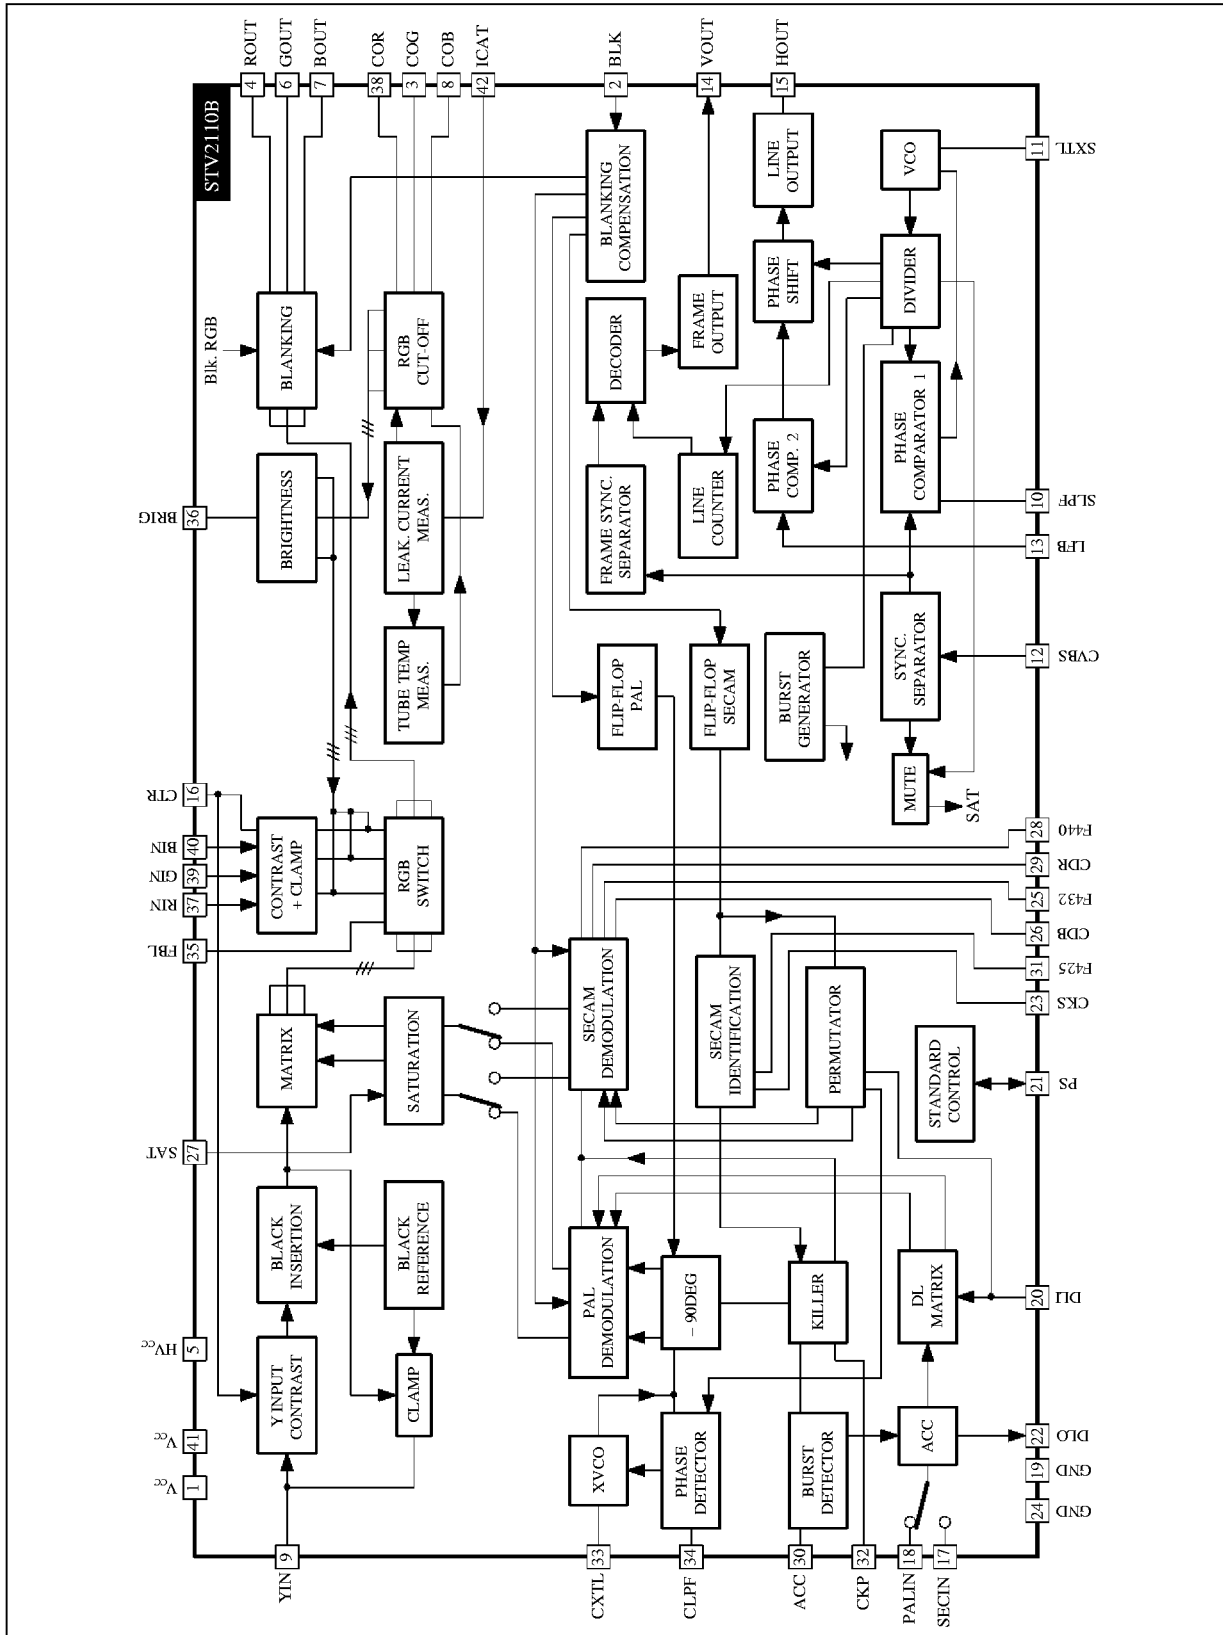 STV2110B
ROUT
4
GOUT
6
BOUT
7
COR
38
COG
3
COB
8
ICAT
42
BLK
2
VOUT
14
HOUT
15
Blk. RGB
BLANKING
RGB
CUT-OFF
BLANKING
COMPENSATION
DECODER
FRAME
OUTPUT
LINE
OUTPUT
PHASE
SHIFT
VCO
DIVIDER
SXTL
11
BRIG
36
BRIGHTNESS
LEAK. CURRENT
MEAS.
TUBE TEMP
MEAS.
FRAME SYNC.
SEPARATOR
LINE
COUNTER
PHASE
COMP. 2
PHASE
COMPARATOR 1
SLPF
10
LFB
13
FLIP-FLOP
PAL
FLIP-FLOP
SECAM
BURST
GENERATOR
SYNC.
SEPARATOR
CVBS
12
MUTE
SAT
CTR
16
BIN
40
GIN
39
RIN
37
FBL
35
CONTRAST
+ CLAMP
RGB
SWITCH
F440
28
CDR
29
F432
25
CDB
26
F425
31
CKS
23
SECAM
DEMODULATION
SECAM
IDENTIFICATION
PERMUTATOR
STANDARD
CONTROL
PS
21
MATRIX
SATURATION
SAT
27
BLACK
INSERTION
BLACK
REFERENCE
PAL
DEMODULATION
– 90DEG
KILLER
DL
MATRIX
DLI
20
HVCC
5
VCC
41
VCC
1
Y INPUT
CONTRAST
CLAMP
XVCO
PHASE
DETECTOR
BURST
DETECTOR
ACC
DLO
22
GND
19
GND
24
YIN
9
CXTL
33
CLPF
34
ACC
30
CKP
32
PALIN
18
SECIN
17